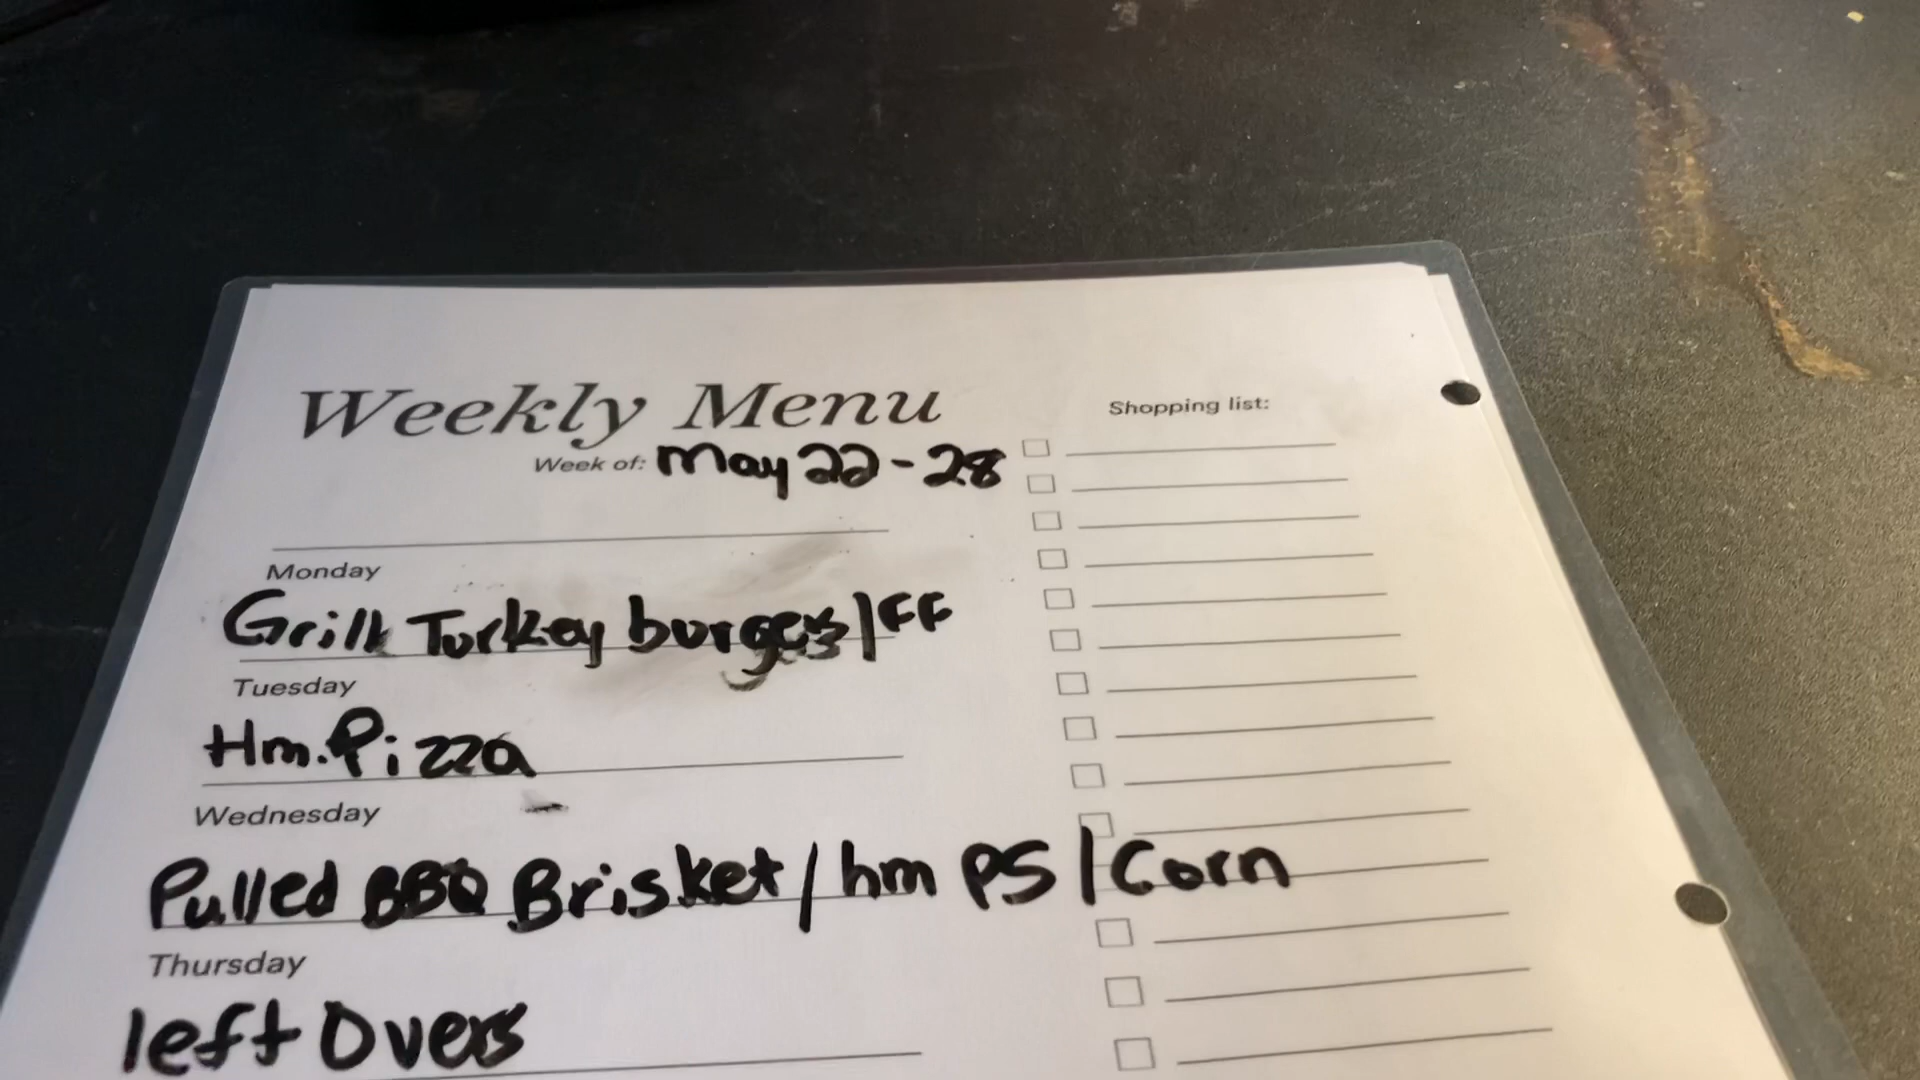 Weekly Menu
Shopping list:
Week of: May 22-28
Monday
Grill Turkey burgers/FF
Tuesday
Hm. Pizza
Wednesday
Pulled BBQ Brisket/hm PS/Corn
Thursday
left Overs